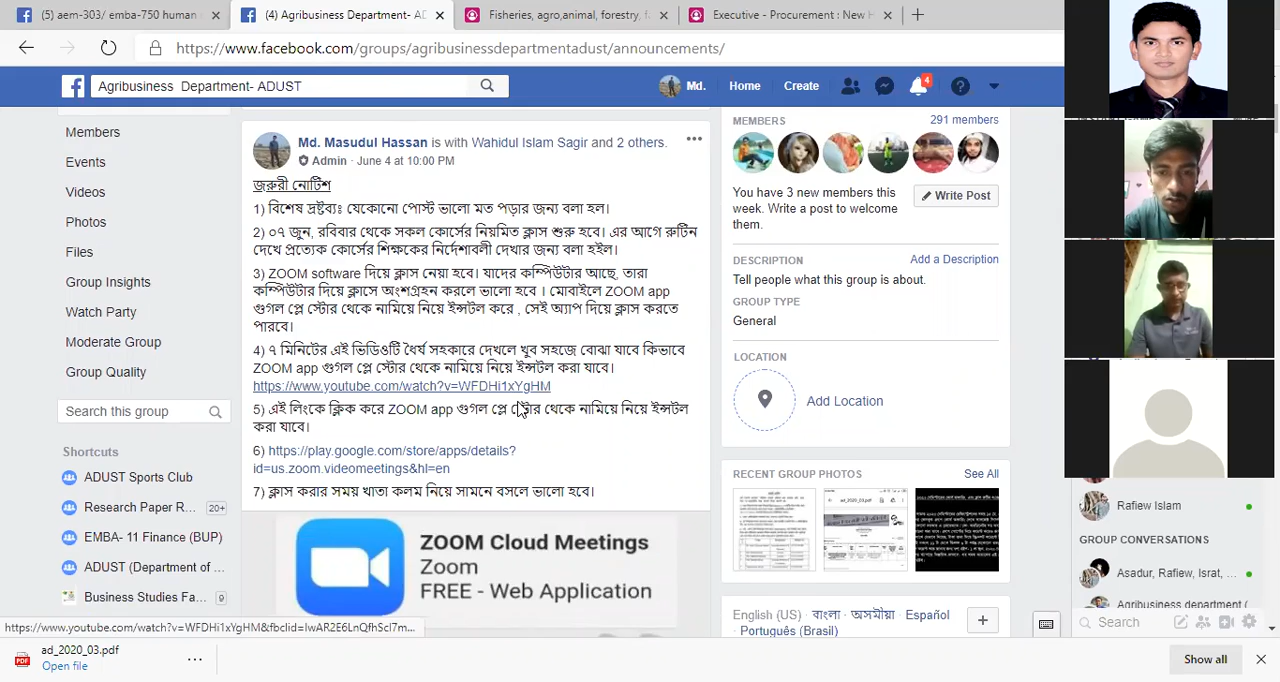 (5) aem-303/ emba-750 human
(4) Agribusiness Department- AD
Fisheries, agro,animal, forestry, f
Executive - Procurement : New H
https://www.facebook.com/groups/agribusinesdepartmentadust/announcements/
Agribusiness Department- ADUST
Md.
Home
Create
4
Members
Events
Videos
Photos
Files
Group Insights
Watch Party
Moderate Group
Group Quality
Search this group
Shortcuts
ADUST Sports Club
Research Paper R... 20+
EMBA- 11 Finance (BUP)
ADUST (Department of
Business Studies Fa... 9
Md. Masudul Hassan is with Wahidul Islam Sagir and 2 others.
Admin · June 4 at 10:00 PM
জরুরী নোটিশ
1) বিশেষ দ্রষ্টব্যঃ যেকোনো পোস্ট ভালো মত পড়ার জন্য বলা হল।
2) ০৭ জুন, রবিবার থেকে সকল কোর্সের নিয়মিত ক্লাস শুরু হবে। এর আগে রুটিন
দেখে প্রত্যেক কোর্সের শিক্ষকের নির্দেশাবলী দেখার জন্য বলা হইল।
3) ZOOM software দিয়ে ক্লাস নেয়া হবে। যাদের কম্পিউটার আছে, তারা
কম্পিউটার দিয়ে ক্লাসে অংশগ্রহন করলে ভালো হবে । মোবাইলে ZOOM app
গুগল প্লে স্টোর থেকে নামিয়ে নিয়ে ইন্সটল করে , সেই অ্যাপ দিয়ে ক্লাস করতে
পারবে।
4) ৭ মিনিটের এই ভিডিওটি ধৈর্য সহকারে দেখলে খুব সহজে বোঝা যাবে কিভাবে
ZOOM app গুগল প্লে স্টোর থেকে নামিয়ে নিয়ে ইন্সটল করা যাবে।
https://www.youtube.com/watch?v=WFDHi1xYgHM
5) এই লিংকে ক্লিক করে ZOOM app গুগল প্লে স্টোর থেকে নামিয়ে নিয়ে ইন্সটল
করা যাবে।
6) https://play.google.com/store/apps/details?
id=us.zoom.videomeetings&hl=en
7) ক্লাস করার সময় খাতা কলম নিয়ে সামনে বসলে ভালো হবে।
ZOOM Cloud Meetings
Zoom
FREE - Web Application
MEMBERS
291 members
You have 3 new members this
week. Write a post to welcome
them.
Write Post
DESCRIPTION
Add a Description
Tell people what this group is about.
GROUP TYPE
General
LOCATION
Add Location
RECENT GROUP PHOTOS
See All
English (US) · বাংলা · অসমীয়া · Español
· Português (Brasil)
Rafiew Islam
GROUP CONVERSATIONS
Asadur, Rafiew, Israt, ...
Agribusiness department (
Search
https://www.youtube.com/watch?v=WFDHi1xYgHM&fbclid=IwAR2E6LnQfhScI7m...
ad_2020_03.pdf
Open file
Show all